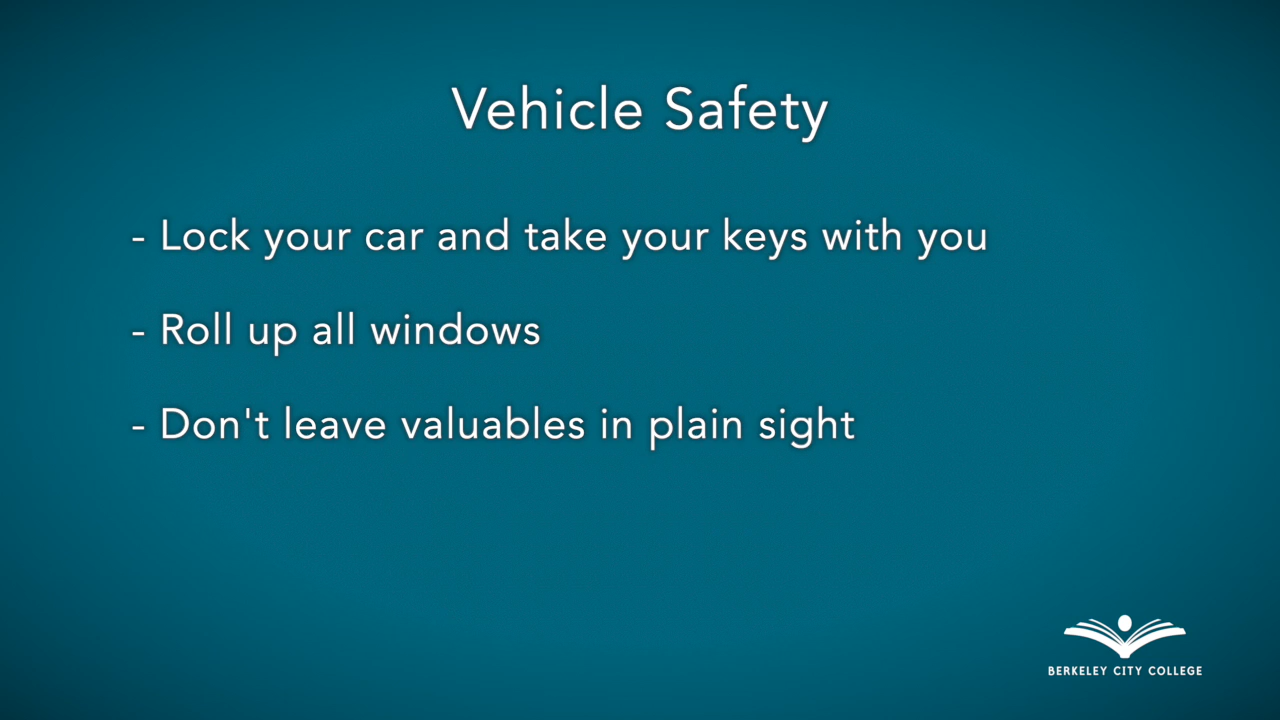 Vehicle Safety
- Lock your car and take your keys with you
- Roll up all windows
- Don't leave valuables in plain sight
BERKELEY CITY COLLEGE